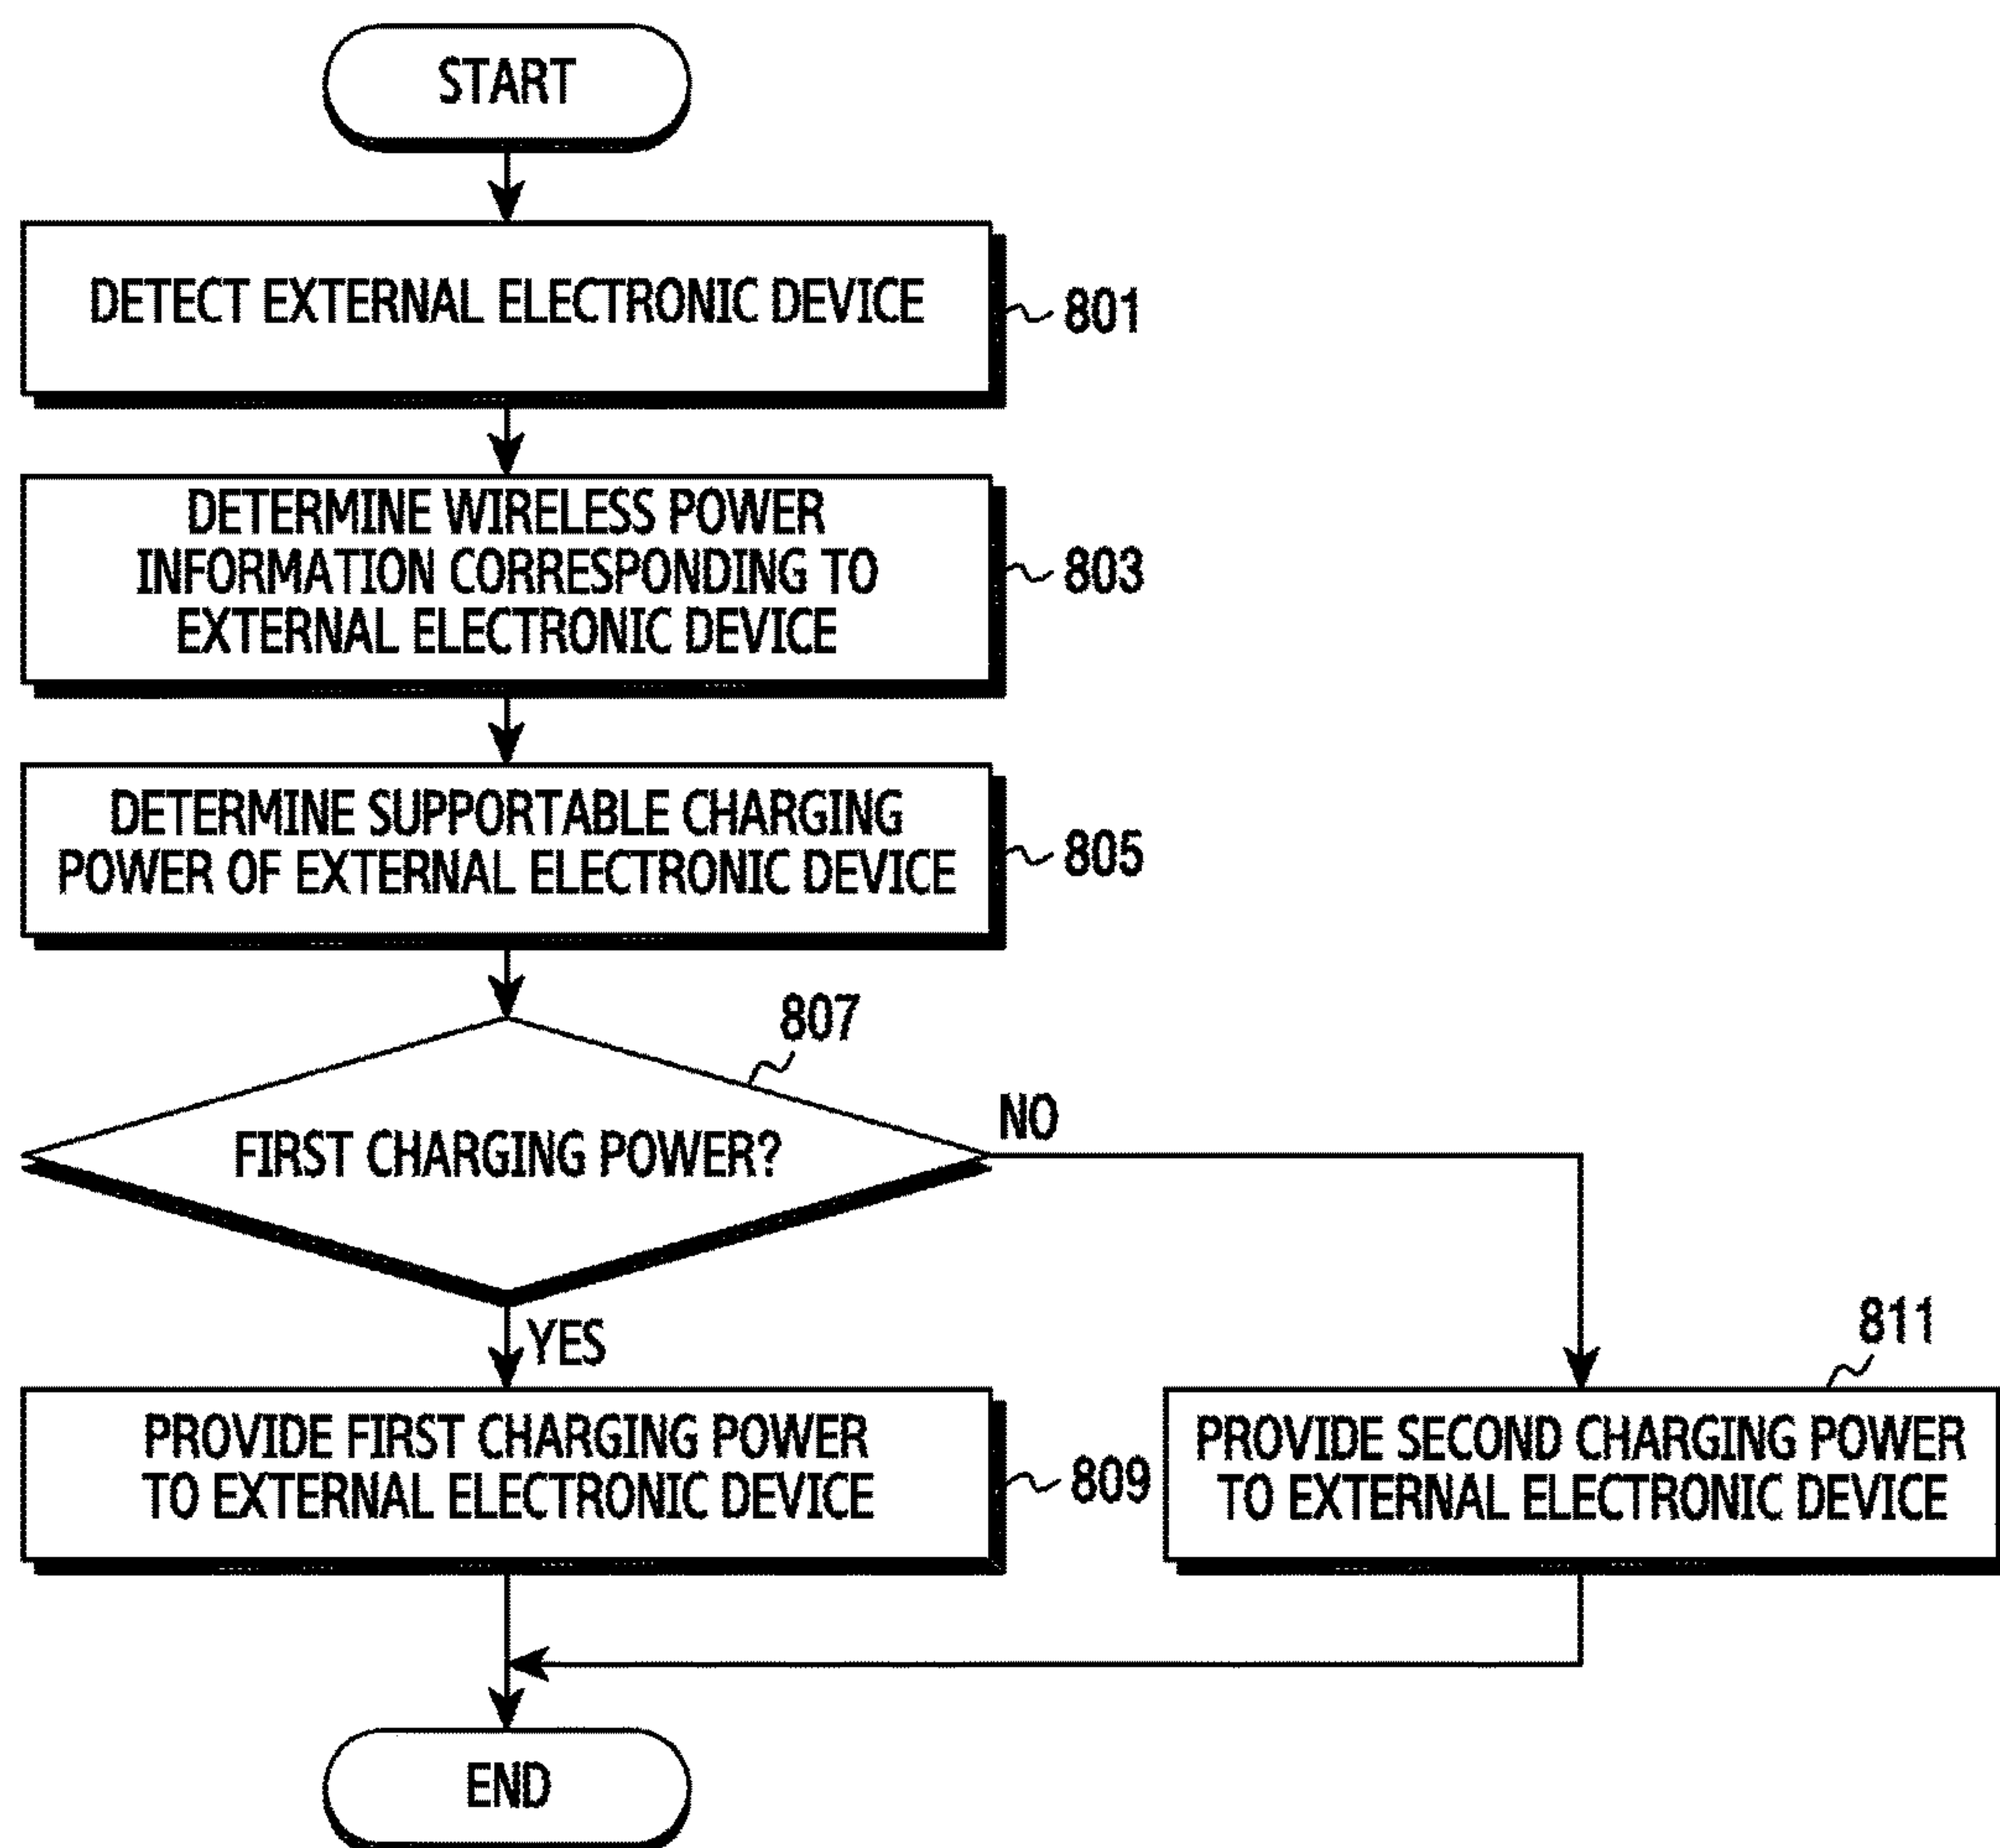 START
DETECT EXTERNAL ELECTRONIC DEVICE
801
DETERMINE WIRELESS POWER
INFORMATION CORRESPONDING TO
EXTERNAL ELECTRONIC DEVICE
803
DETERMINE SUPPORTABLE CHARGING
POWER OF EXTERNAL ELECTRONIC DEVICE
805
807
FIRST CHARGING POWER?
NO
YES
PROVIDE FIRST CHARGING POWER
TO EXTERNAL ELECTRONIC DEVICE
809
811
PROVIDE SECOND CHARGING POWER
TO EXTERNAL ELECTRONIC DEVICE
END